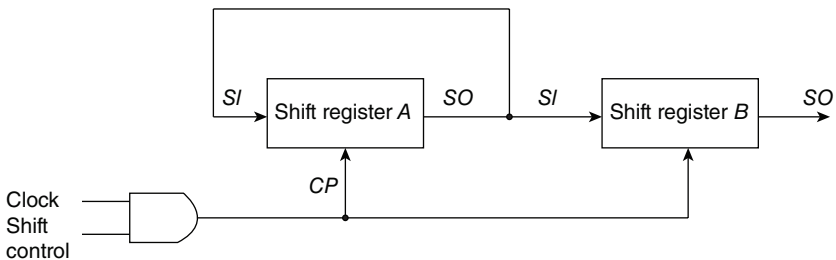 SI
Shift register A
SO
SI
Shift register B
SO
CP
Clock
Shift
control